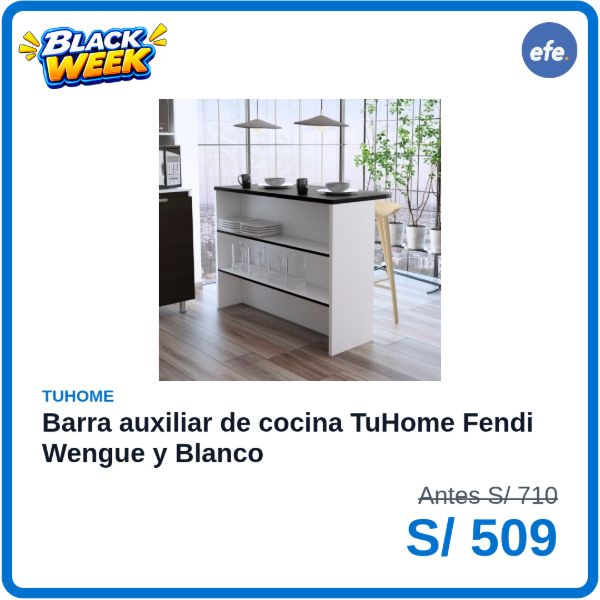 BLACK
WEEK
efe.
TUHOME
Barra auxiliar de cocina TuHome Fendi
Wengue y Blanco
Antes S/ 710
S/ 509